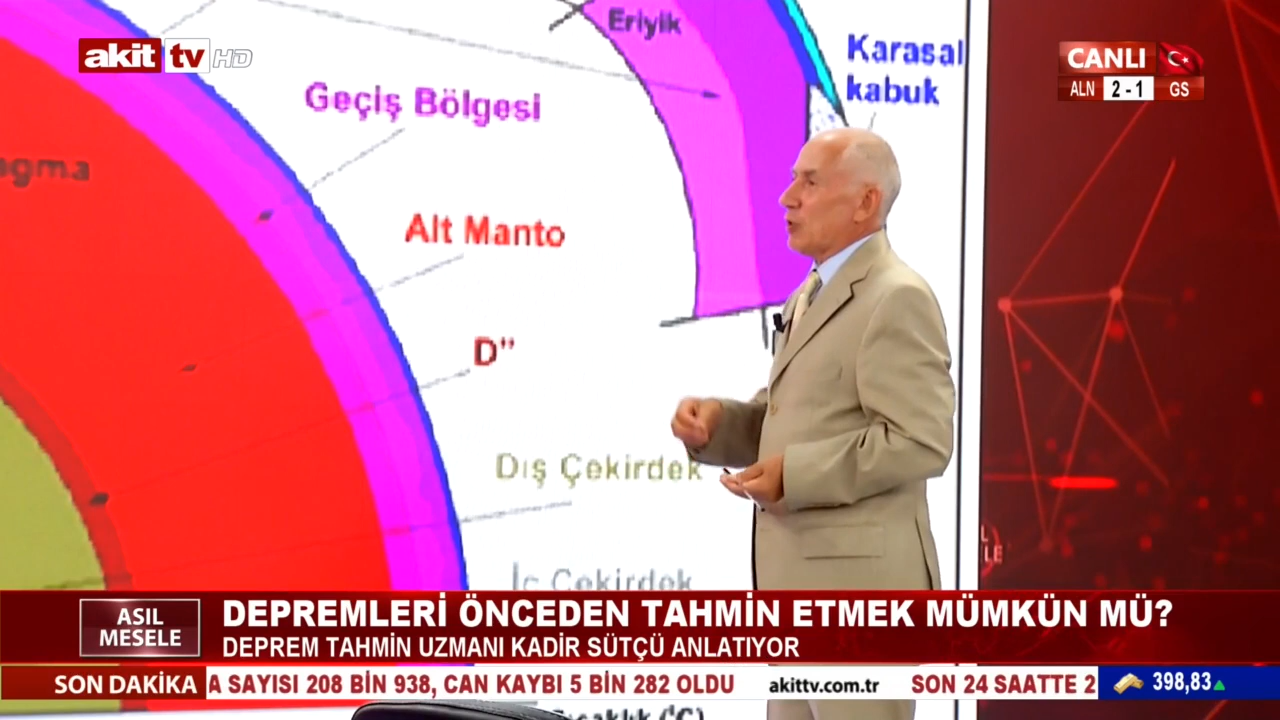 akit tv HD
Eriyik
Karasal
kabuk
CANLI
ALN 2 - 1 GS
Geçiş Bölgesi
Alt Manto
D"
Dış Çekirdek
İç Çekirdek
ASIL
MESELE
DEPREMLERİ ÖNCEDEN TAHMİN ETMEK MÜMKÜN MÜ?
DEPREM TAHMİN UZMANI KADİR SÜTÇÜ ANLATIYOR
SON DAKİKA
A SAYISI 208 BİN 938, CAN KAYBI 5 BİN 282 OLDU
akittv.com.tr
SON 24 SAATTE 2
398,83